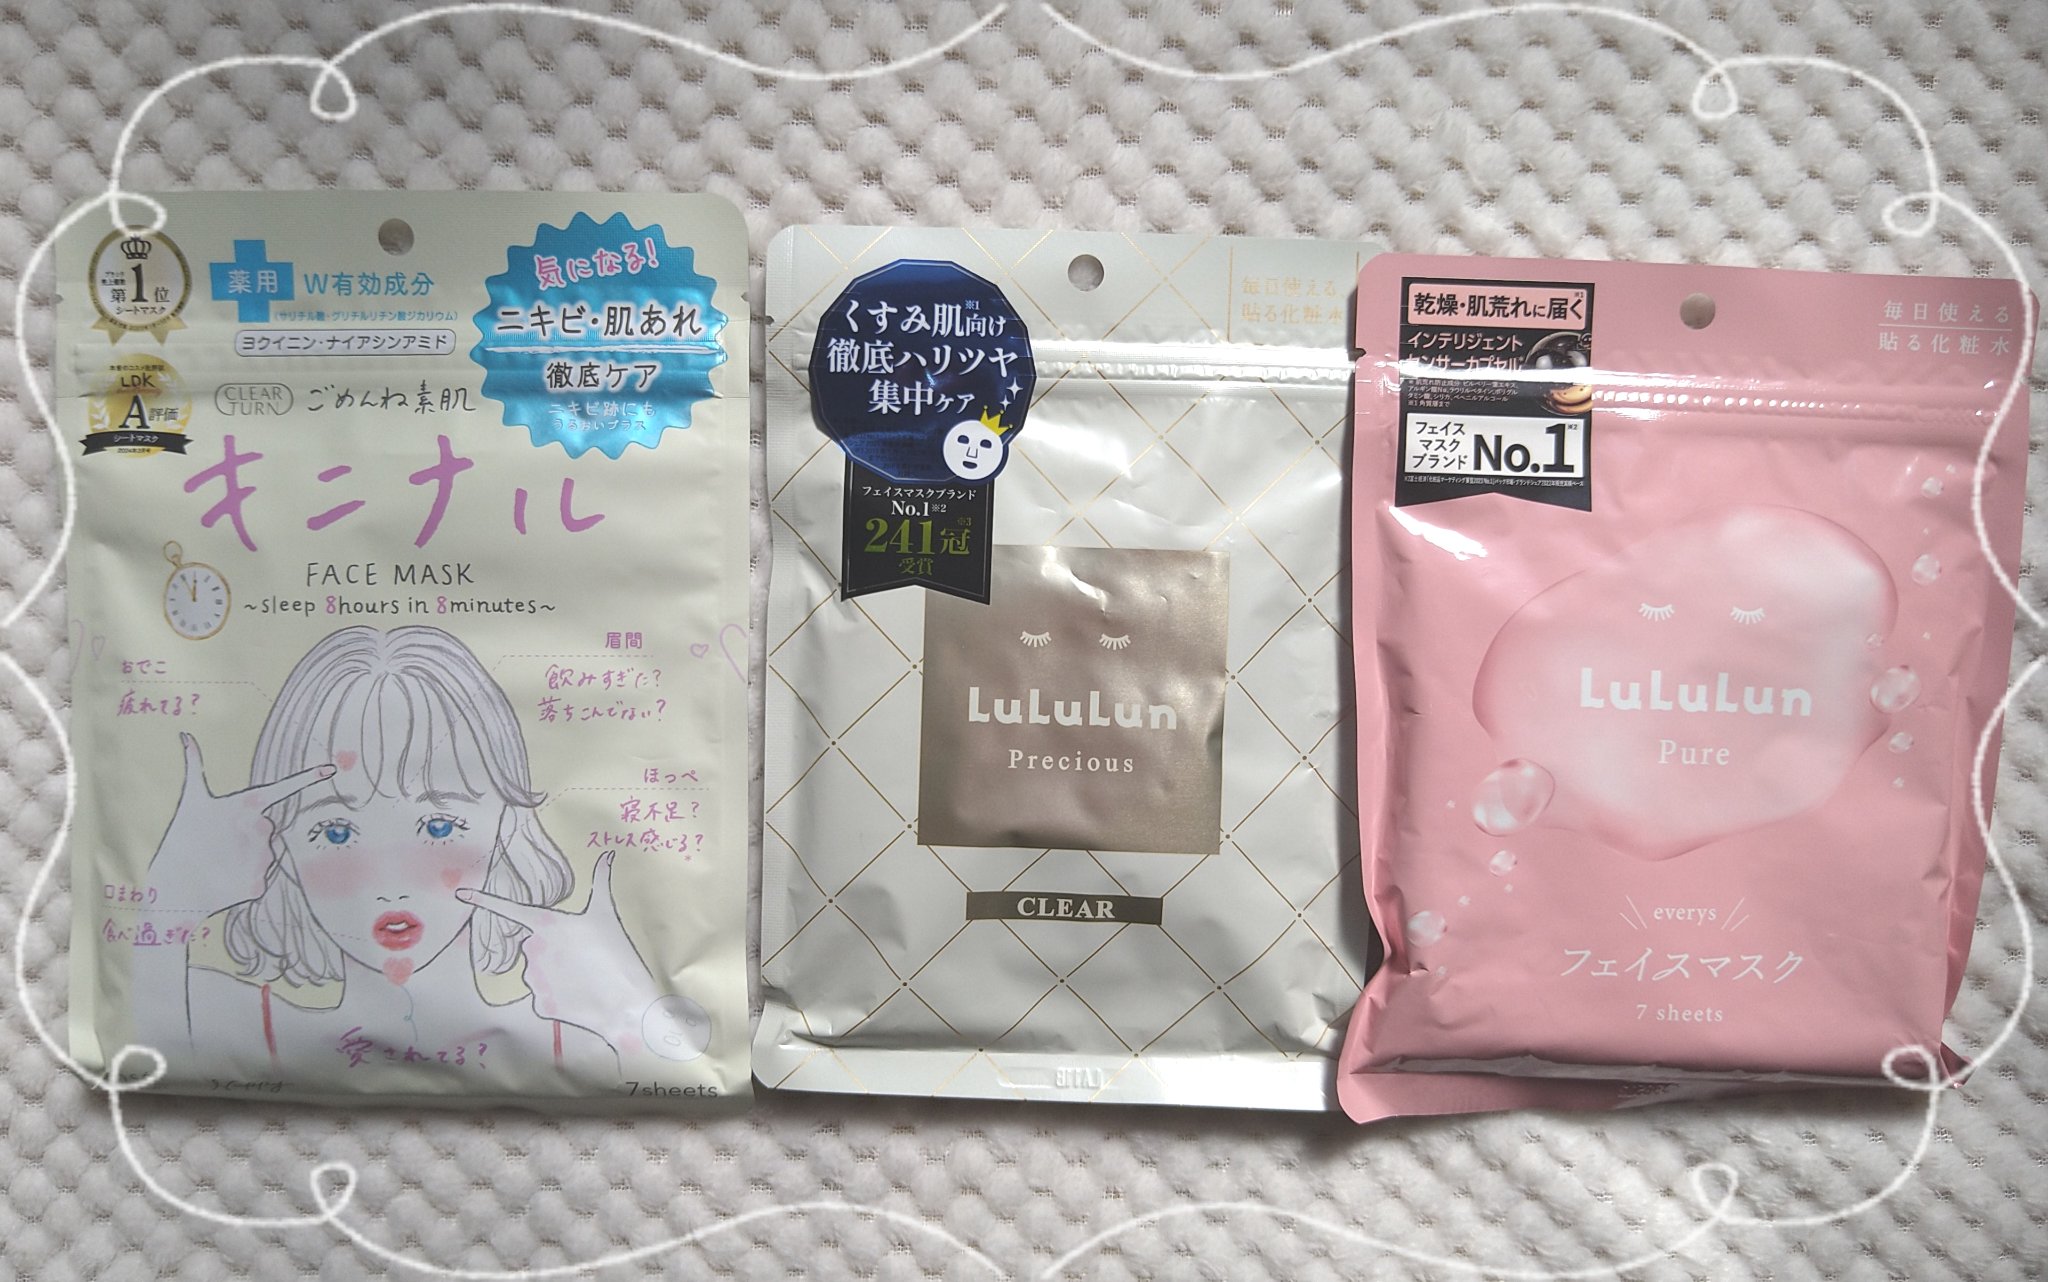 第1位
シートマスク
薬用
W有効成分
(サリチル酸・グリチルリチン酸ジカリウム)
ヨクイニン・ナイアシンアミド
気になる!
ニキビ・肌あれ
徹底ケア
ニキビ跡にも
うるおいプラス
LDK
A評価
シートマスク
CLEAR
TURN
ごめんね素肌
キニナル
FACE MASK
~sleep 8hours in 8minutes~
おでこ
疲れてる?
眉間
飲みすぎた?
落ちこんでない?
ほっぺ
寝不足?
ストレス感じる?*
口まわり
食べ過ぎた?
愛されてる?
7sheets
くすみ肌※1向け
徹底ハリツヤ
集中ケア
フェイスマスクブランド
No.1※2
241冠※3
受賞
毎日使える
貼る化粧水
LuLuLun
Precious
CLEAR
乾燥・肌荒れに届く※1
インテリジェント
センサーカプセル
フェイス
マスク
ブランド
No.1※2
毎日使える
貼る化粧水
LuLuLun
Pure
everys
フェイスマスク
7 sheets